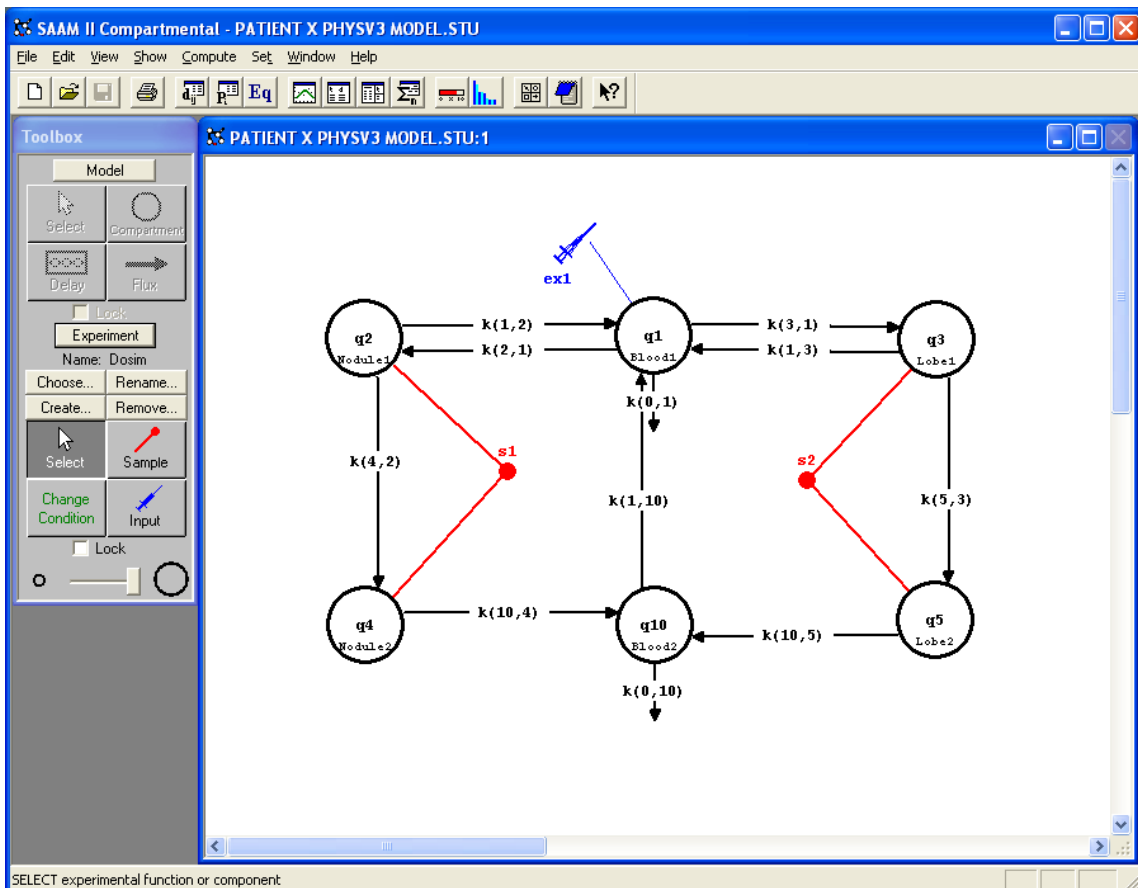 SAAM II Compartmental - PATIENT X PHYSV3 MODEL.STU
File Edit View Show Compute Set Window Help
Eq
Toolbox
Model
Select Compartment
Delay Flux
Lock
Experiment
Name: Dosim
Choose... Rename...
Create... Remove...
Select Sample
Change Condition Input
Lock
PATIENT X PHYSV3 MODEL.STU:1
ex1
q2 Nodule1
k(1,2)
k(2,1)
q1 Blood1
k(3,1)
k(1,3)
q3 Lobe1
k(0,1)
k(4,2)
s1
s2
k(1,10)
k(5,3)
q4 Nodule2
k(10,4)
q10 Blood2
k(10,5)
q5 Lobe2
k(0,10)
SELECT experimental function or component